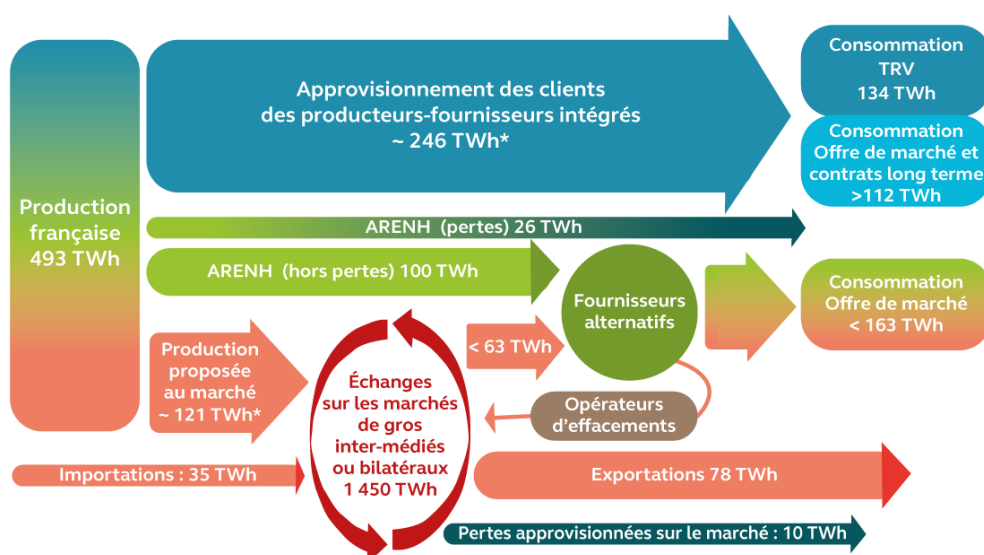 Production
française
493 TWh
Approvisionnement des clients
des producteurs-fournisseurs intégrés
~ 246 TWh*
Consommation
TRV
134 TWh
Consommation
Offre de marché et
contrats long terme
>112 TWh
ARENH (pertes) 26 TWh
ARENH (hors pertes) 100 TWh
Fournisseurs
alternatifs
Consommation
Offre de marché
< 163 TWh
Production
proposée
au marché
~ 121 TWh*
Échanges
sur les marchés
de gros
inter-médiés
ou bilatéraux
1 450 TWh
< 63 TWh
Opérateurs
d'effacements
Importations : 35 TWh
Exportations 78 TWh
Pertes approvisionnées sur le marché : 10 TWh